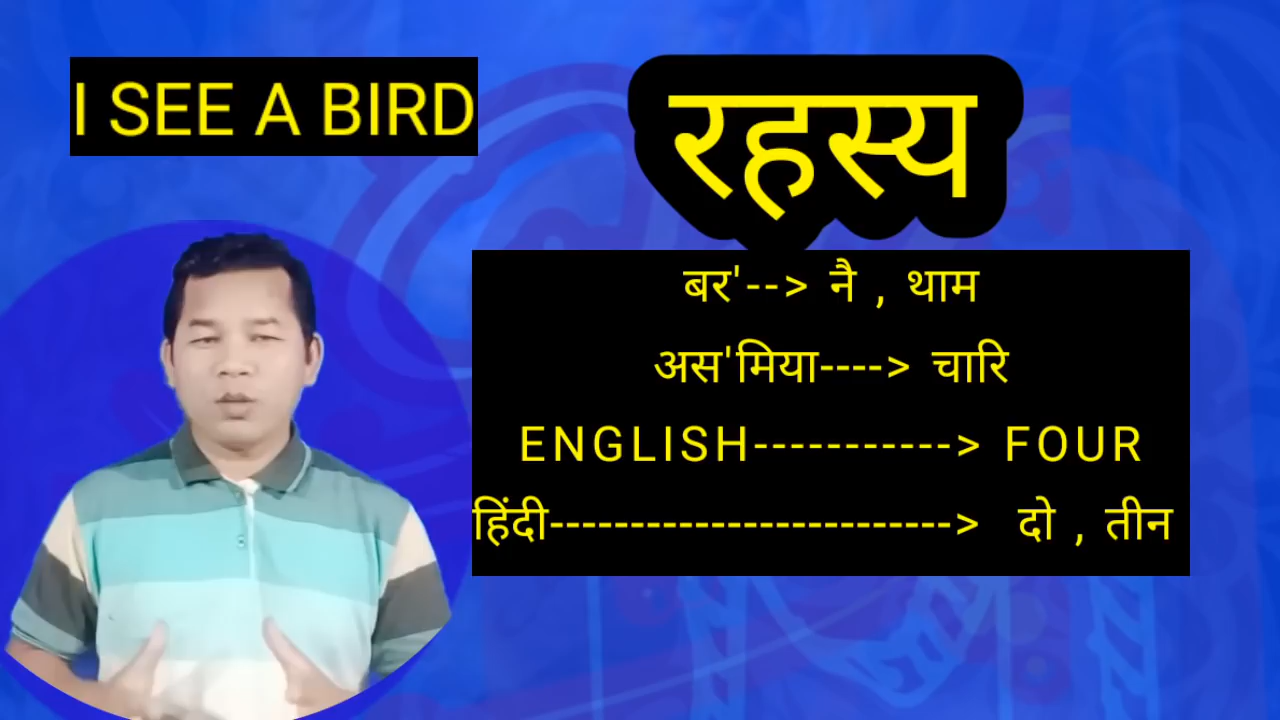 I SEE A BIRD
रहस्य
बर'--> नै , थाम
अस'मिया----> चारि
ENGLISH-----------> FOUR
हिंदी-------------------------> दो , तीन